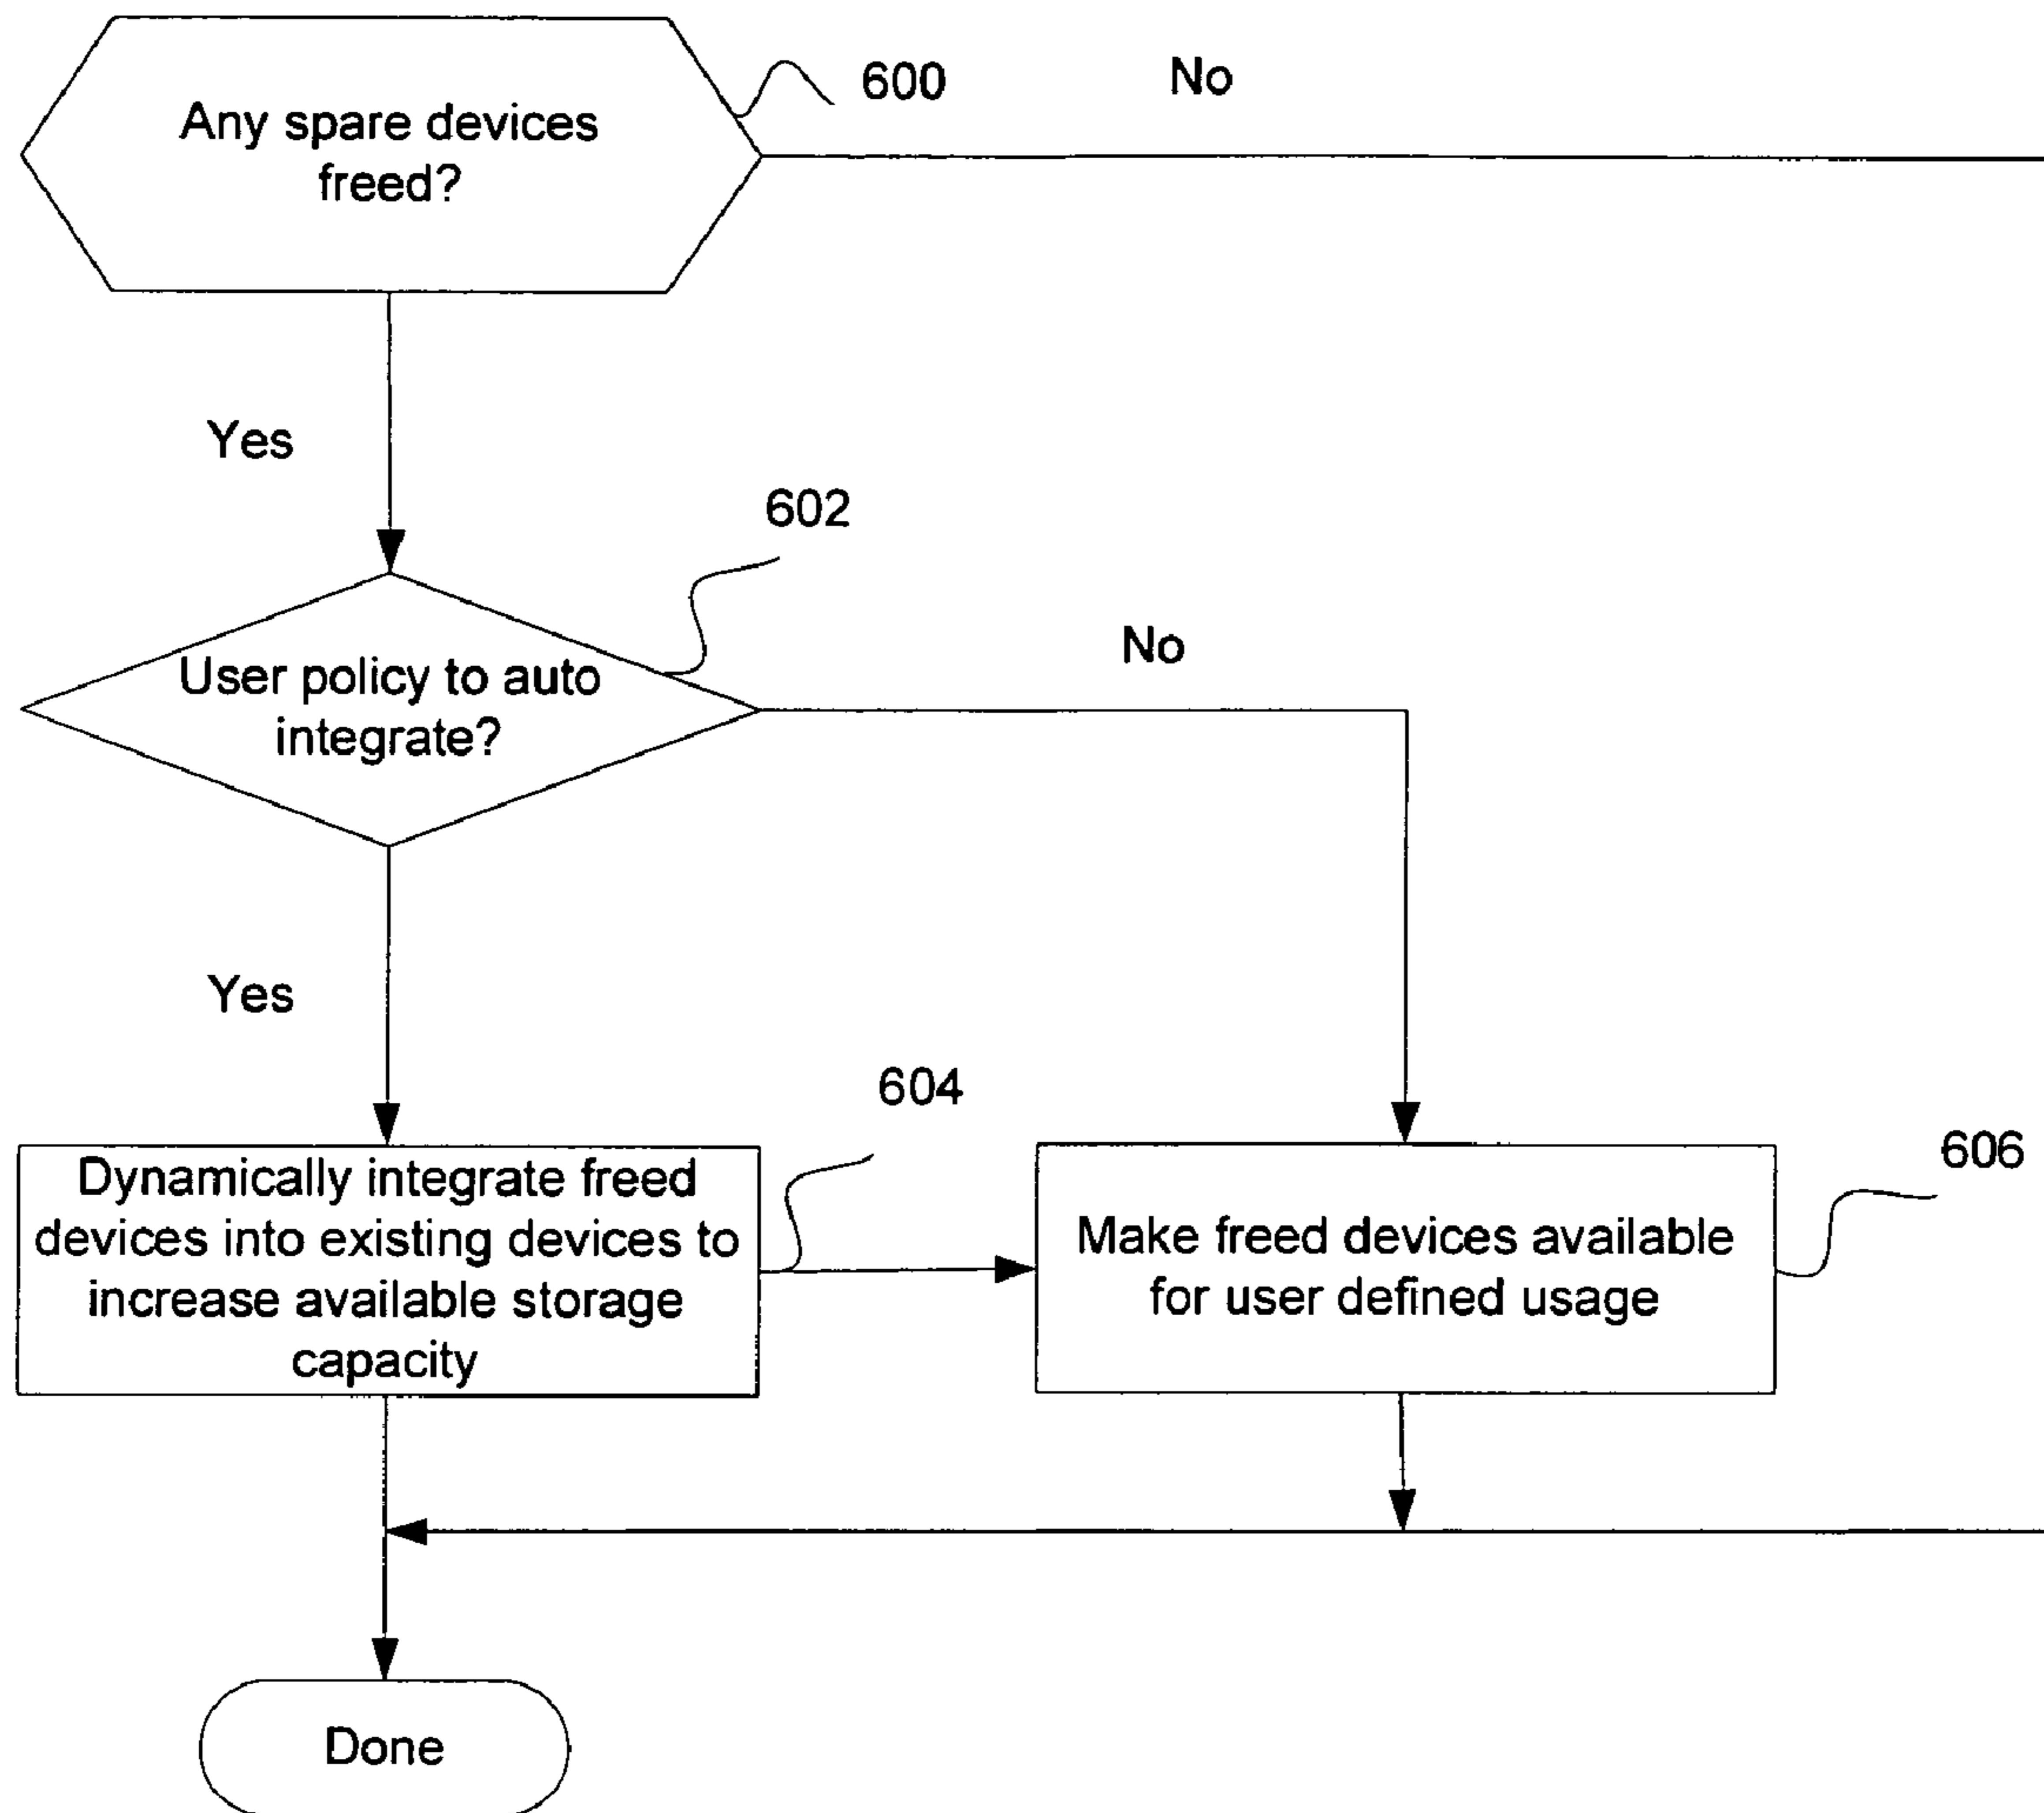 Any spare devices
freed?
600
No
Yes
602
User policy to auto
integrate?
No
Yes
604
Dynamically integrate freed
devices into existing devices to
increase available storage
capacity
606
Make freed devices available
for user defined usage
Done